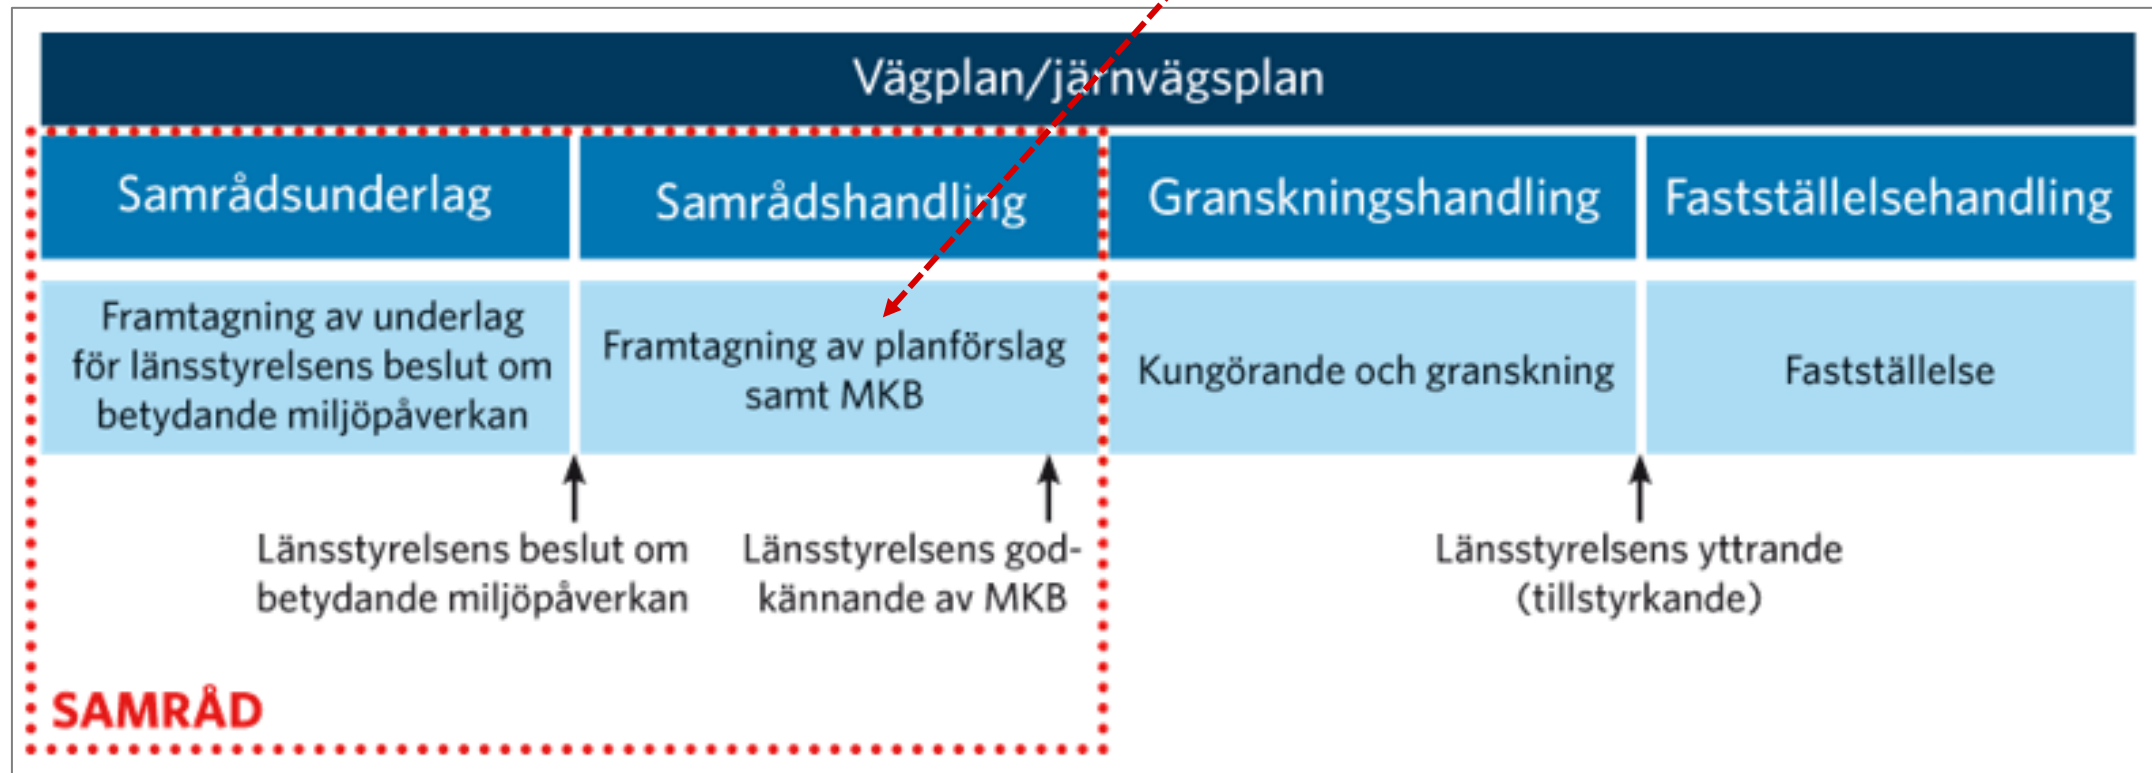 Vägplan/järnvägsplan
Samrådsunderlag
Samrådshandling
Granskningshandling
Fastställelsehandling
Framtagning av underlag
för länsstyrelsens beslut om
betydande miljöpåverkan
Framtagning av planförslag
samt MKB
Kungörande och granskning
Fastställelse
Länsstyrelsens beslut om
betydande miljöpåverkan
Länsstyrelsens god-
kännande av MKB
Länsstyrelsens yttrande
(tillstyrkande)
SAMRÅD